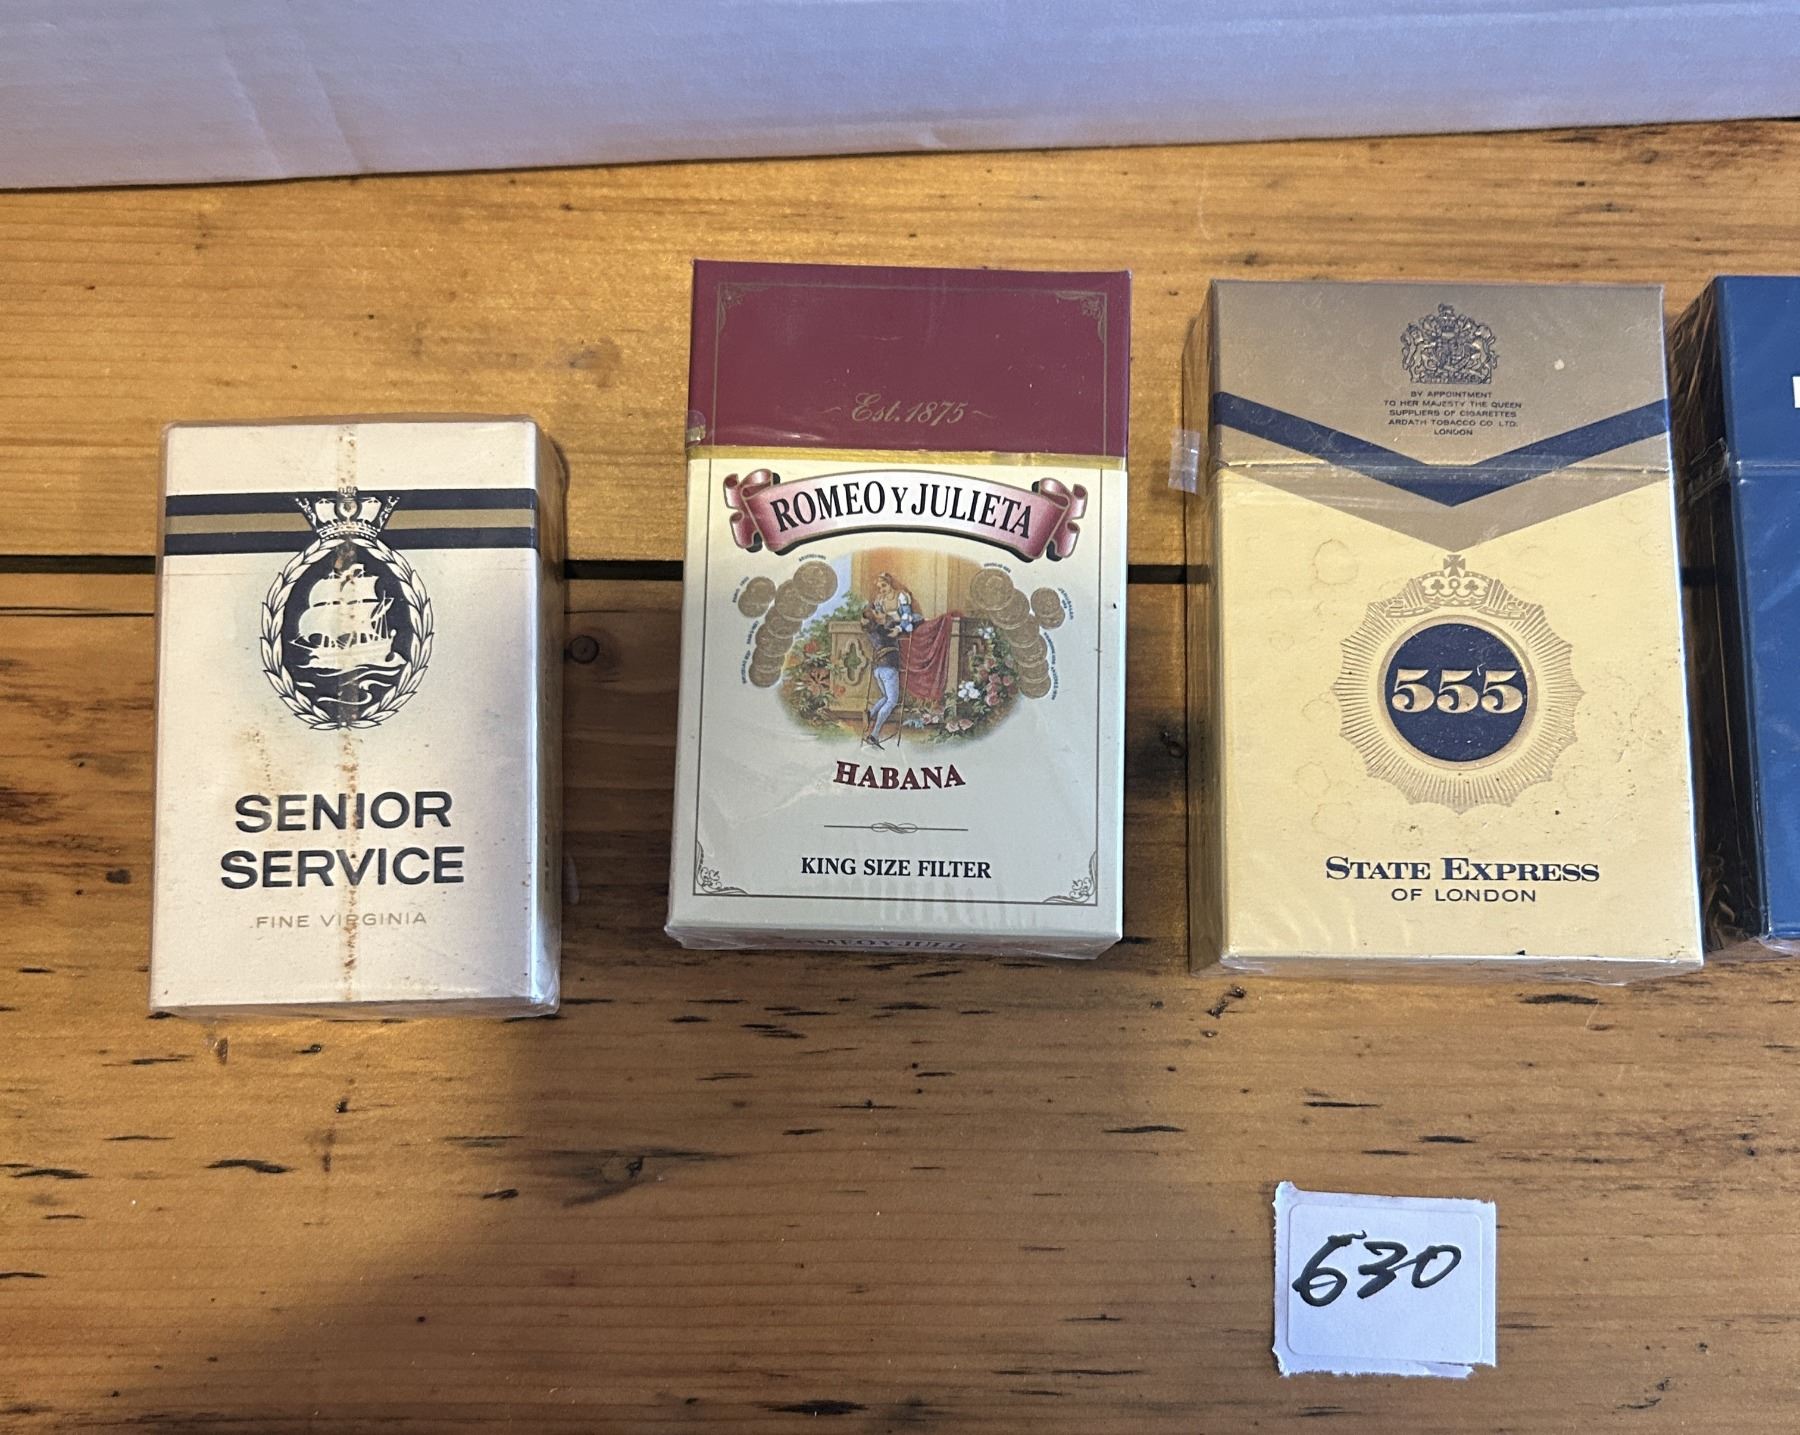 SENIOR
SERVICE
FINE VIRGINIA
Est. 1875
ROMEO Y JULIETA
HABANA
KING SIZE FILTER
BY APPOINTMENT
TO HER MAJESTY THE QUEEN
SUPPLIERS OF CIGARETTES
ARDATH TOBACCO CO. LTD.
LONDON
555
STATE EXPRESS
OF LONDON
630